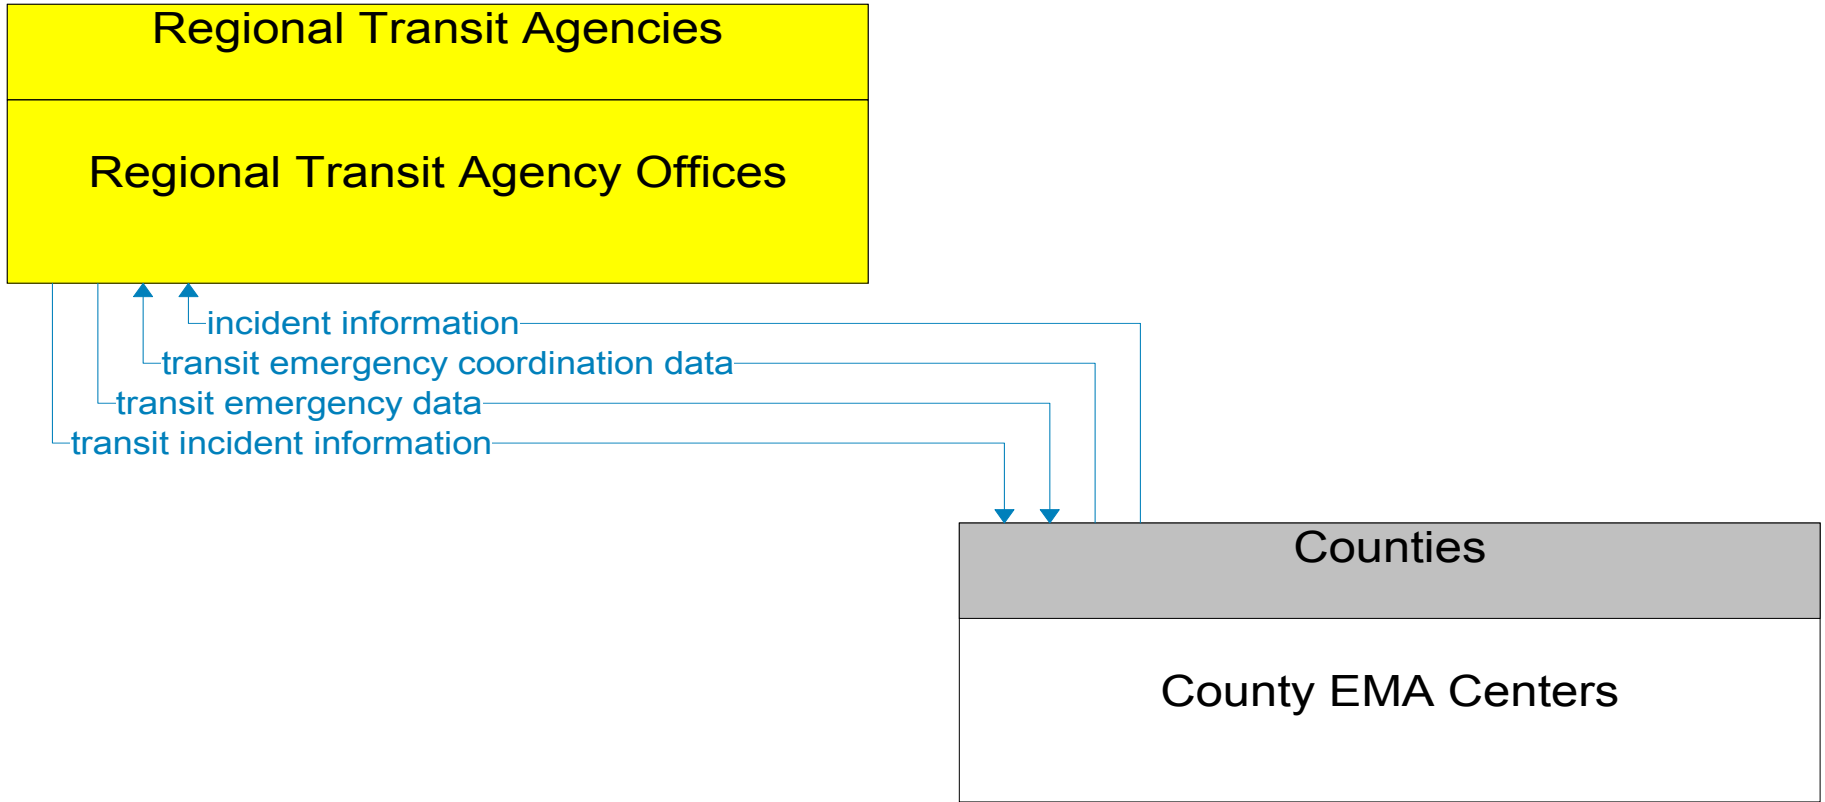 Regional Transit Agencies
Regional Transit Agency Offices
incident information
transit emergency coordination data
transit emergency data
transit incident information
Counties
County EMA Centers